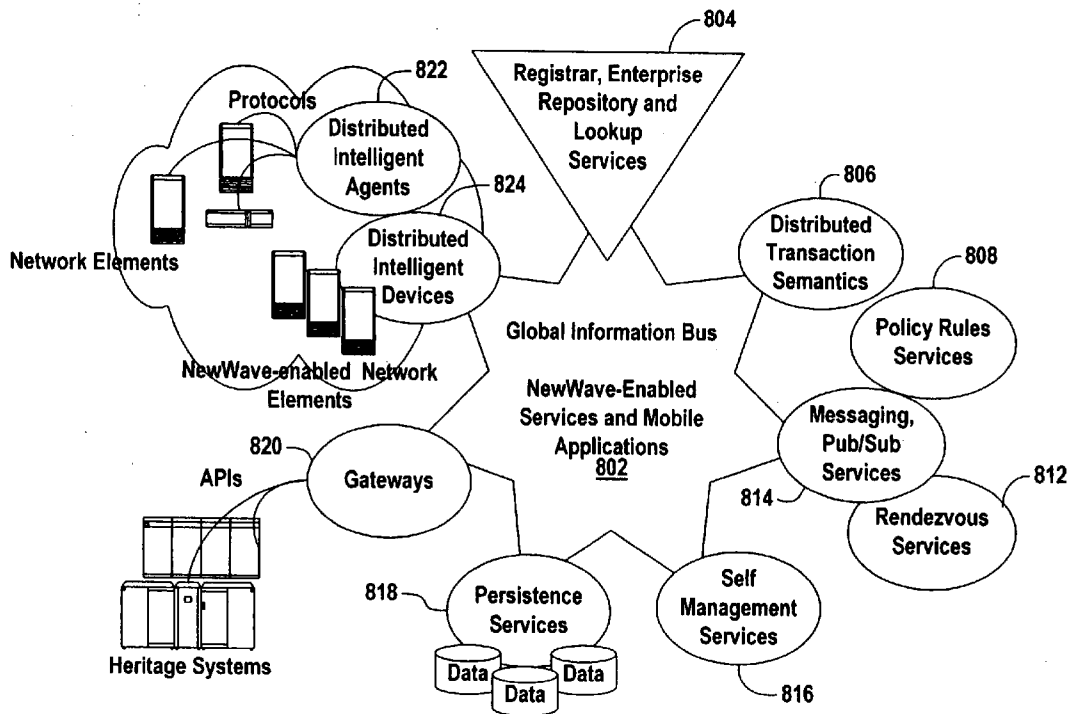 804
Registrar, Enterprise
Repository and
Lookup
Services
822
Protocols
Distributed
Intelligent
Agents
824
Distributed
Intelligent
Devices
Network Elements
NewWave-enabled Network
Elements
806
Distributed
Transaction
Semantics
808
Policy Rules
Services
Global Information Bus
NewWave-Enabled
Services and Mobile
Applications
802
Messaging,
Pub/Sub
Services
814
812
Rendezvous
Services
820
Gateways
APIs
Heritage Systems
818
Persistence
Services
Data
Data
Data
Self
Management
Services
816